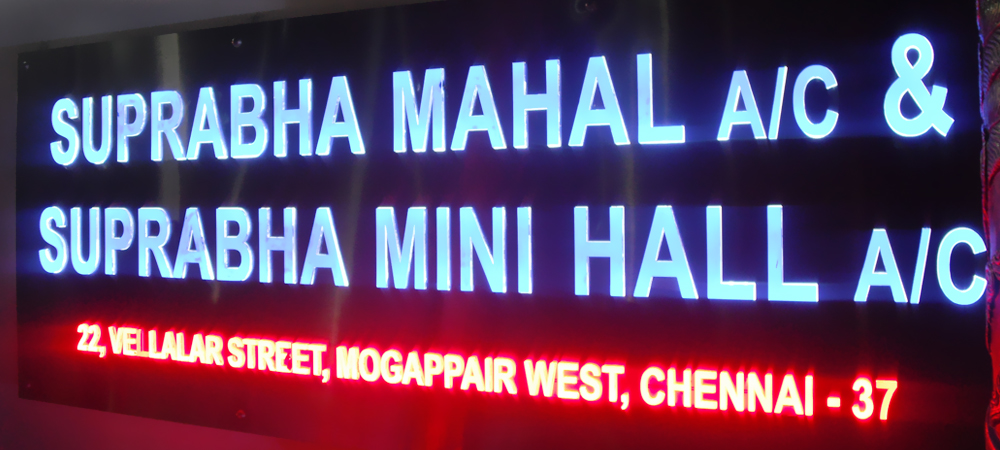 SUPRABHA MAHAL A/C &
SUPRABHA MINI HALL A/C
22, VELLALAR STREET, MOGAPPAIR WEST, CHENNAI - 37